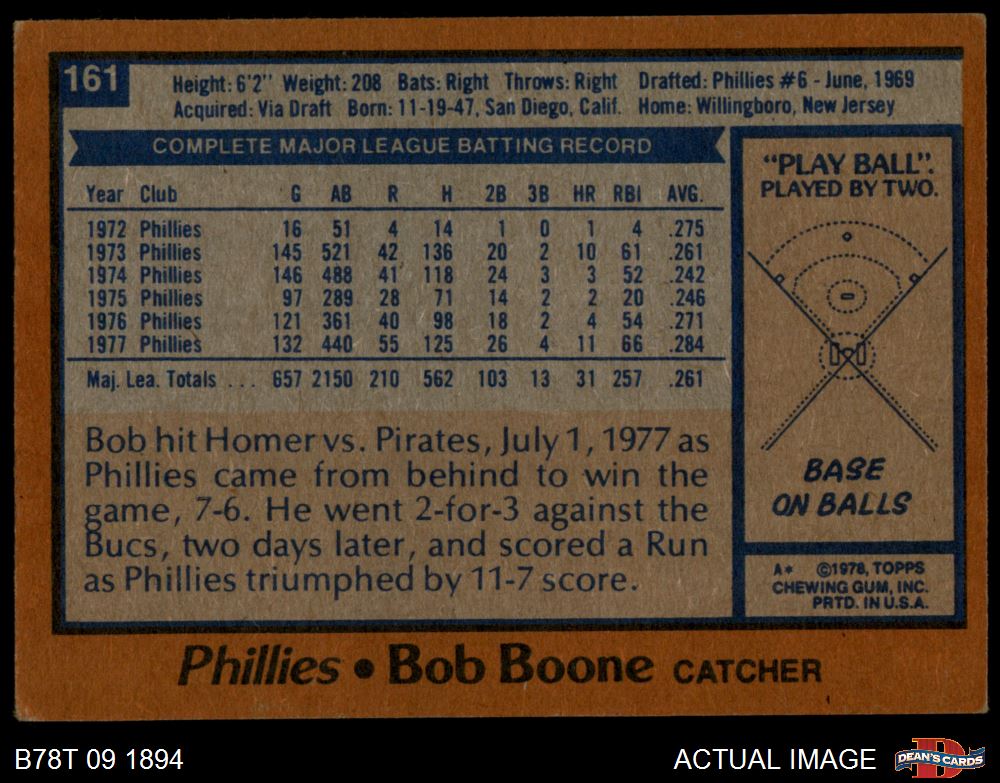 161
Height: 6'2" Weight: 208 Bats: Right Throws: Right Drafted: Phillies #6 - June, 1969
Acquired: Via Draft Born: 11-19-47, San Diego, Calif. Home: Willingboro, New Jersey
COMPLETE MAJOR LEAGUE BATTING RECORD
Year Club G AB R H 2B 3B HR RBI AVG.
1972 Phillies 16 51 4 14 1 0 1 4 .275
1973 Phillies 145 521 42 136 20 2 10 61 .261
1974 Phillies 146 488 41 118 24 3 3 52 .242
1975 Phillies 97 289 28 71 14 2 2 20 .246
1976 Phillies 121 361 40 98 18 2 4 54 .271
1977 Phillies 132 440 55 125 26 4 11 66 .284
Maj. Lea. Totals ... 657 2150 210 562 103 13 31 257 .261
Bob hit Homer vs. Pirates, July 1, 1977 as
Phillies came from behind to win the
game, 7-6. He went 2-for-3 against the
Bucs, two days later, and scored a Run
as Phillies triumphed by 11-7 score.
"PLAY BALL".
PLAYED BY TWO.
BASE
ON BALLS
A* ©1978, TOPPS
CHEWING GUM, INC.
PRTD. IN U.S.A.
Phillies • Bob Boone CATCHER
B78T 09 1894
ACTUAL IMAGE
DEAN'S CARDS